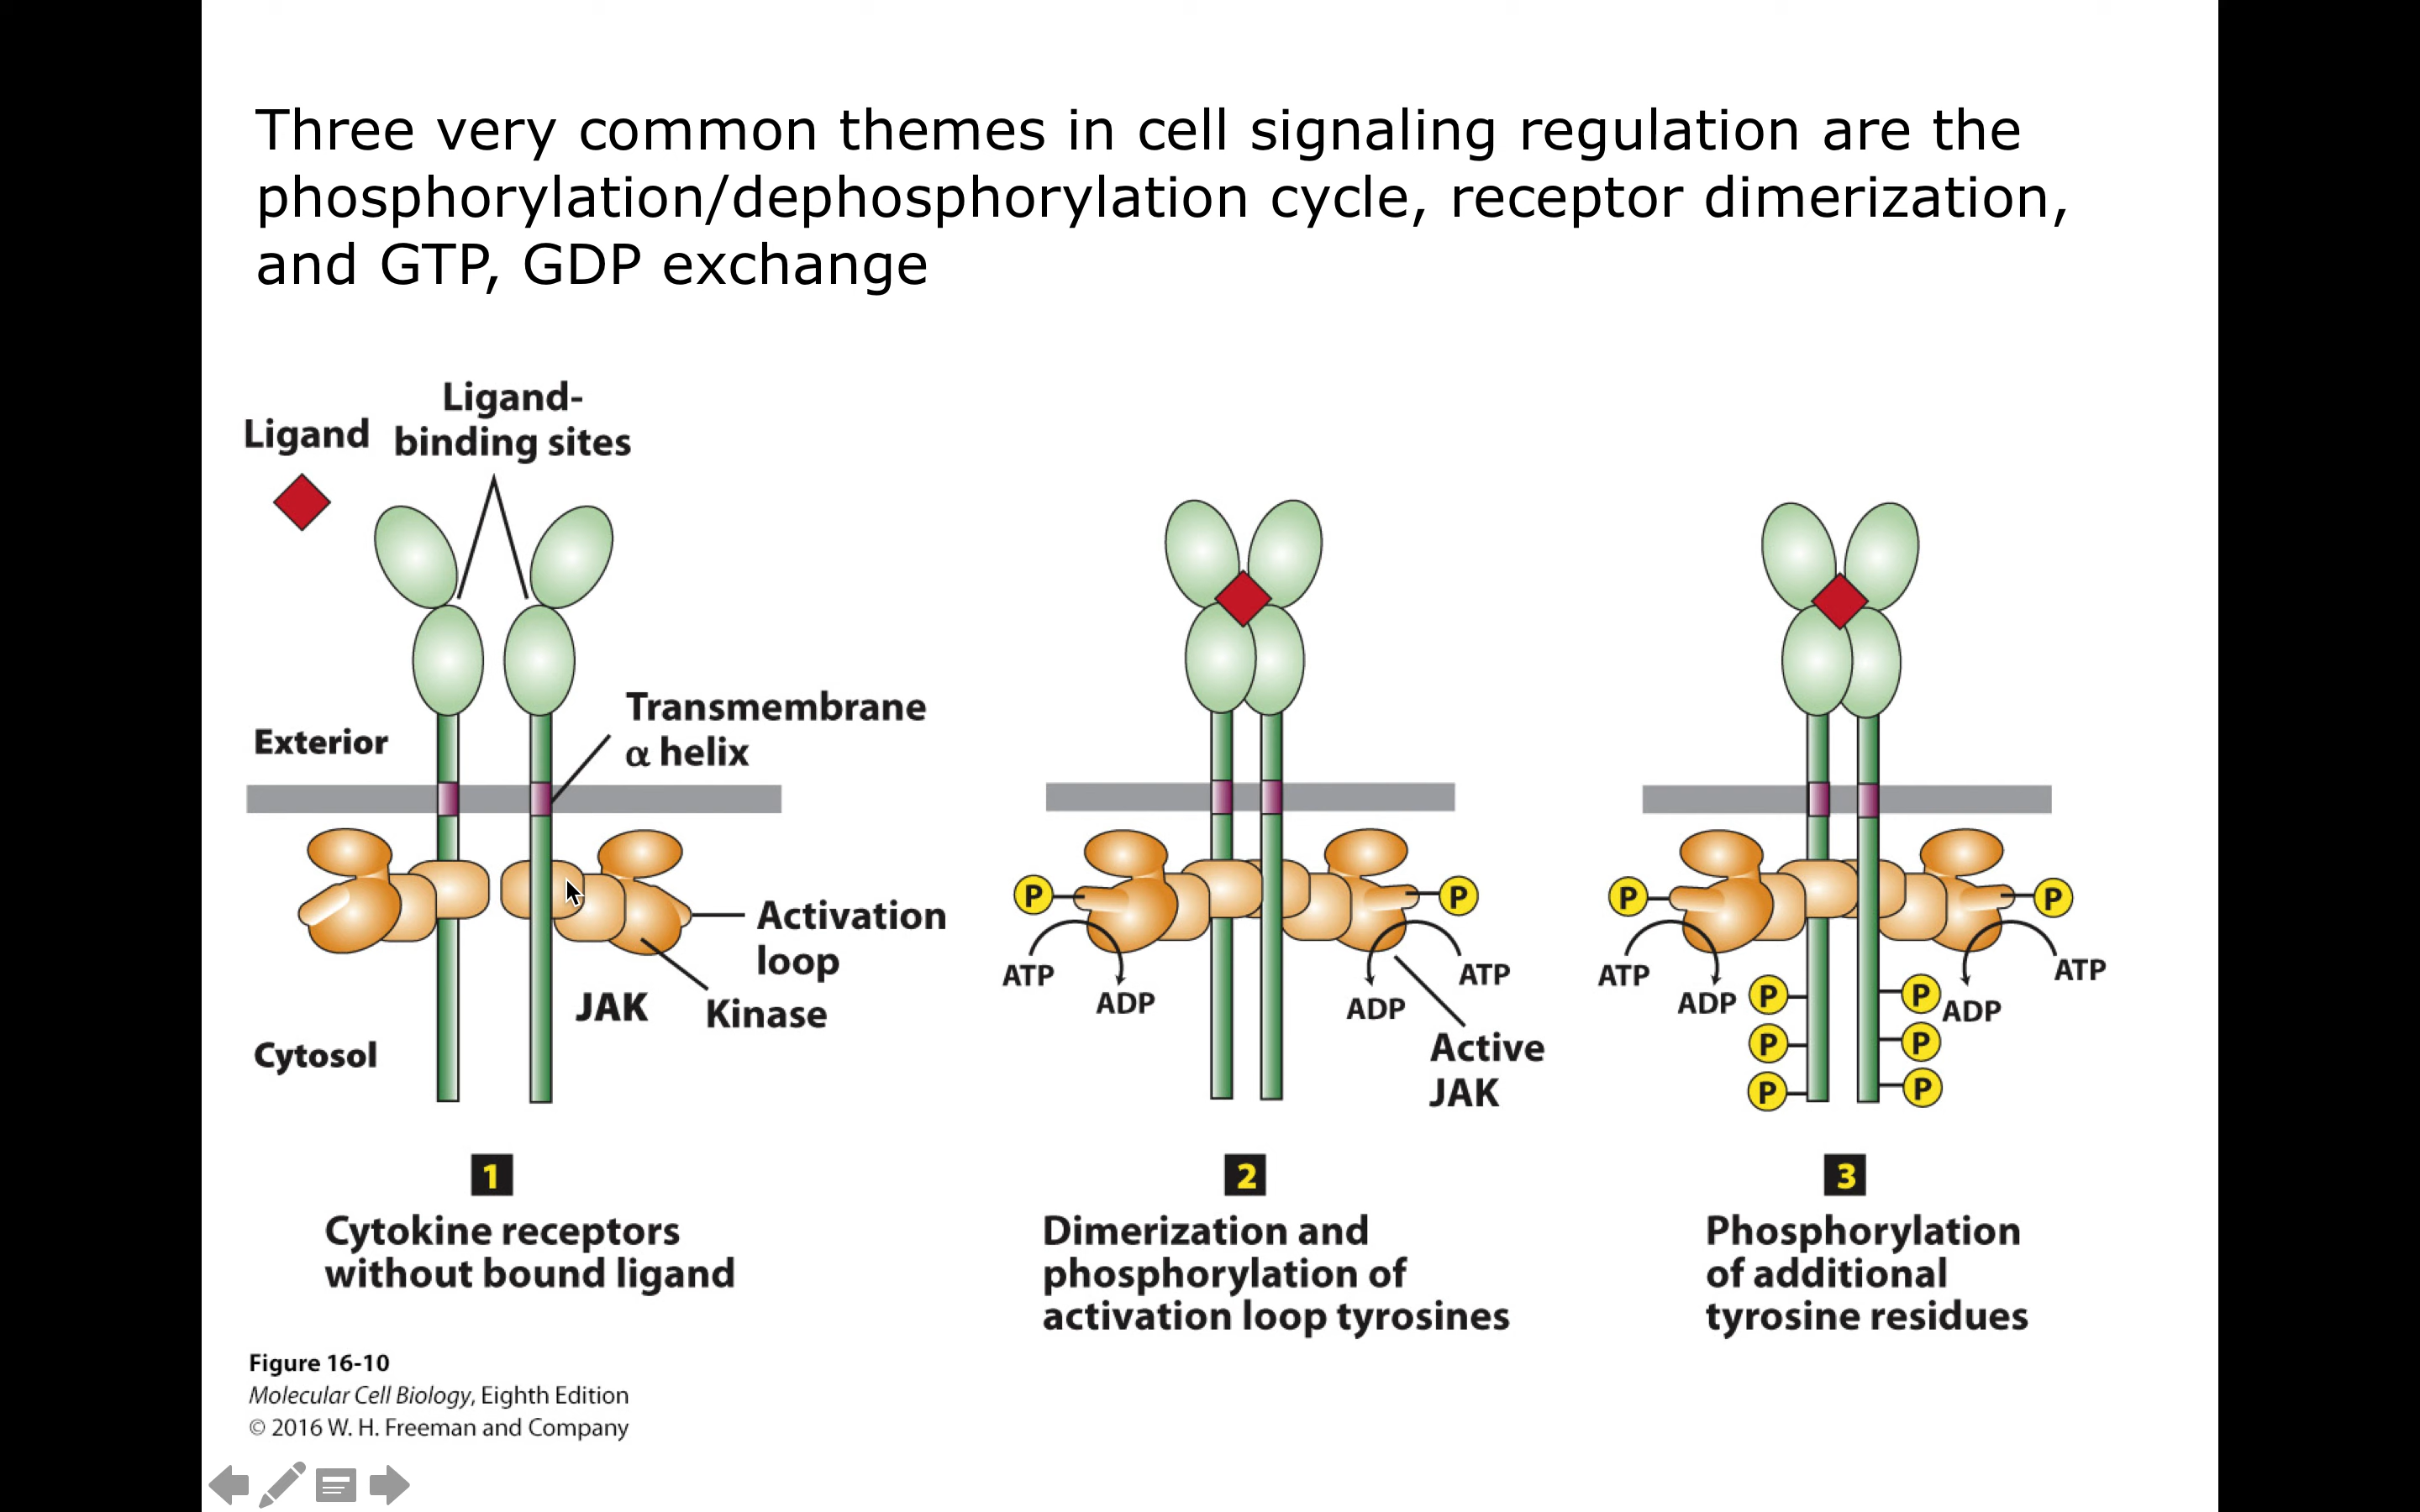 Three very common themes in cell signaling regulation are the
phosphorylation/dephosphorylation cycle, receptor dimerization,
and GTP, GDP exchange
Ligand
Ligand-
binding sites
Exterior
Transmembrane
α helix
Activation
loop
JAK
Kinase
Cytosol
P
P
ATP
ADP
ADP
ATP
Active
JAK
P
P
ATP
ADP
ADP
ATP
P
P
P
P
P
P
1
Cytokine receptors
without bound ligand
2
Dimerization and
phosphorylation of
activation loop tyrosines
3
Phosphorylation
of additional
tyrosine residues
Figure 16-10
Molecular Cell Biology, Eighth Edition
© 2016 W. H. Freeman and Company